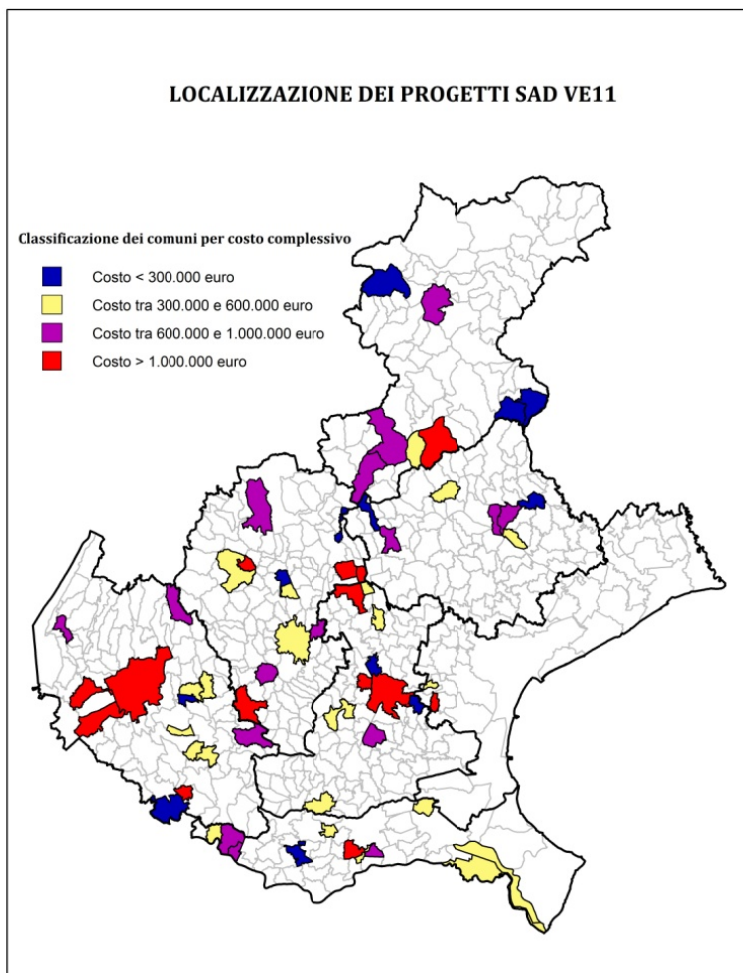 LOCALIZZAZIONE DEI PROGETTI SAD VE11
Classificazione dei comuni per costo complessivo
Costo < 300.000 euro
Costo tra 300.000 e 600.000 euro
Costo tra 600.000 e 1.000.000 euro
Costo > 1.000.000 euro